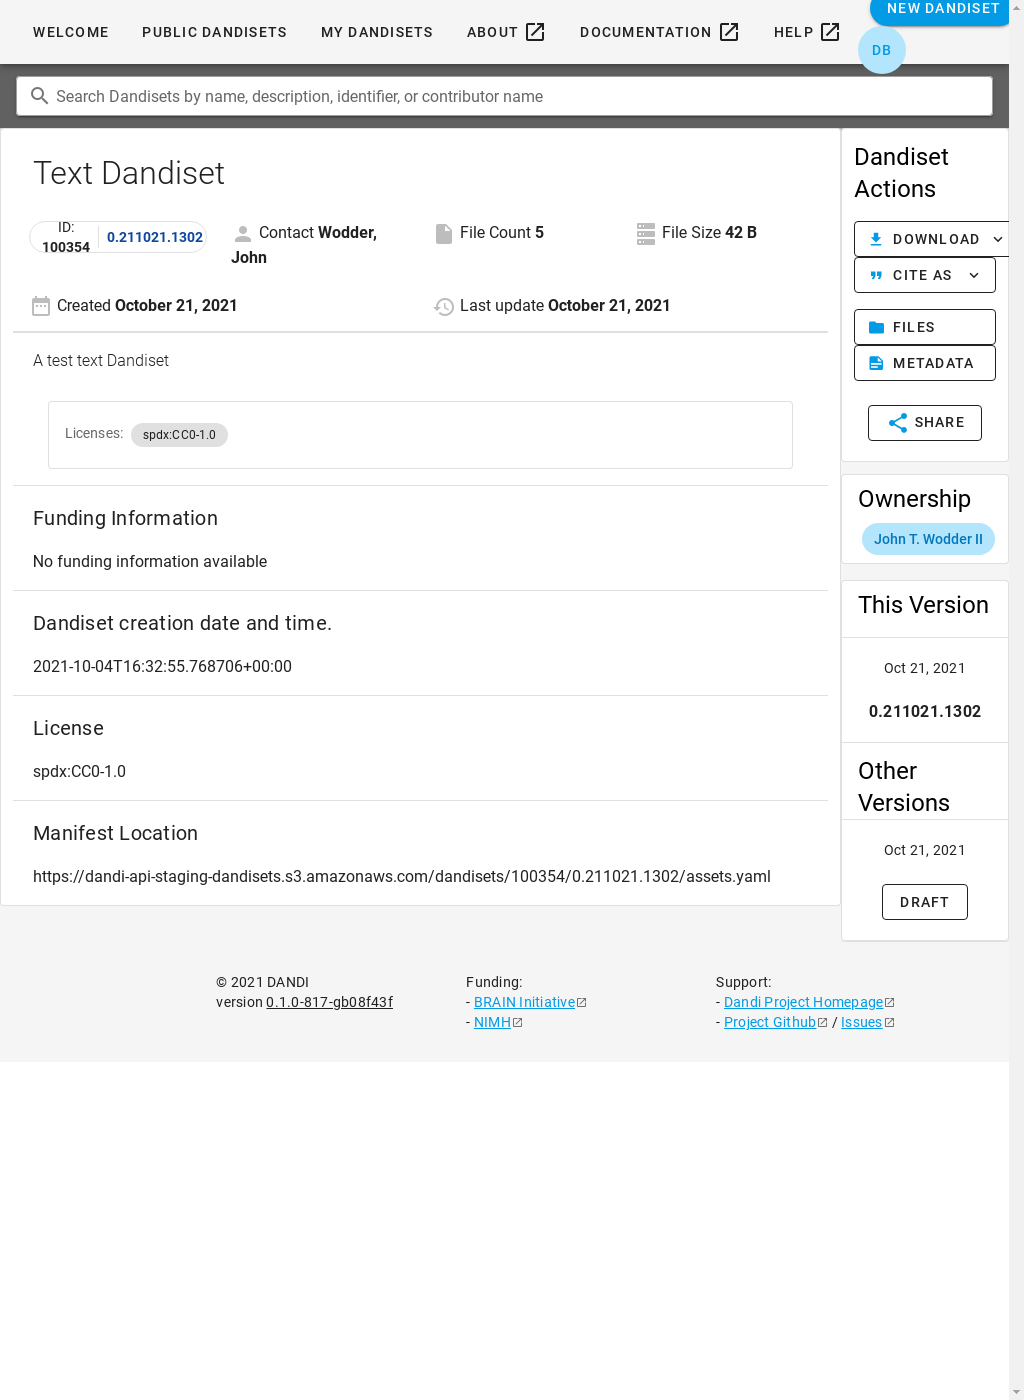 WELCOME PUBLIC DANDISETS MY DANDISETS ABOUT DOCUMENTATION HELP NEW DANDISET
DB
Search Dandisets by name, description, identifier, or contributor name
Text Dandiset
ID:
100354
0.211021.1302
Contact Wodder,
John
File Count 5
File Size 42 B
Created October 21, 2021
Last update October 21, 2021
A test text Dandiset
Licenses: spdx:CC0-1.0
Funding Information
No funding information available
Dandiset creation date and time.
2021-10-04T16:32:55.768706+00:00
License
spdx:CC0-1.0
Manifest Location
https://dandi-api-staging-dandisets.s3.amazonaws.com/dandisets/100354/0.211021.1302/assets.yaml
Dandiset
Actions
DOWNLOAD
CITE AS
FILES
METADATA
SHARE
Ownership
John T. Wodder II
This Version
Oct 21, 2021
0.211021.1302
Other
Versions
Oct 21, 2021
DRAFT
© 2021 DANDI
version 0.1.0-817-gb08f43f
Funding:
- BRAIN Initiative
- NIMH
Support:
- Dandi Project Homepage
- Project Github / Issues